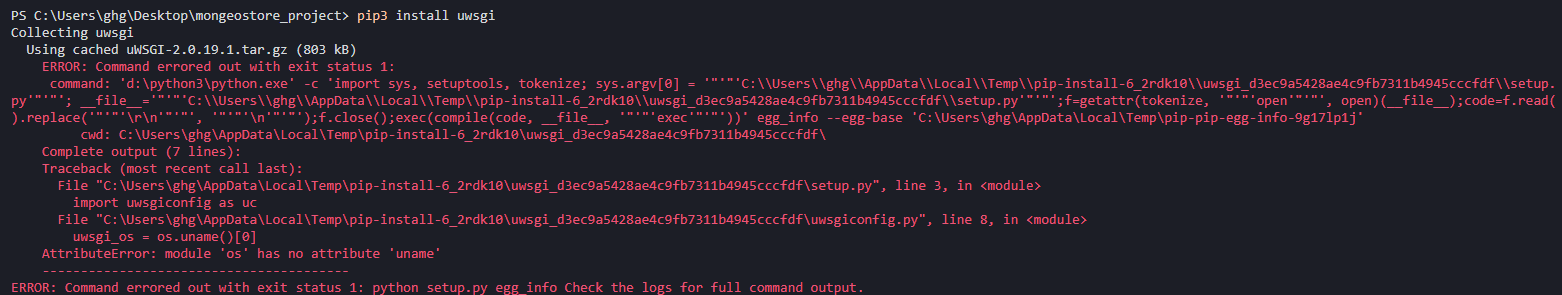 PS C:\Users\ghg\Desktop\mongeostore_project> pip3 install uwsgi
Collecting uwsgi
  Using cached uWSGI-2.0.19.1.tar.gz (803 kB)
    ERROR: Command errored out with exit status 1:
     command: 'd:\python3\python.exe' -c 'import sys, setuptools, tokenize; sys.argv[0] = '"'"'C:\\Users\\ghg\\AppData\\Local\\Temp\\pip-install-6_2rdk10\\uwsgi_d3ec9a5428ae4c9fb7311b4945cccfdf\\setup.
py'"'"'; __file__='"'"'C:\\Users\\ghg\\AppData\\Local\\Temp\\pip-install-6_2rdk10\\uwsgi_d3ec9a5428ae4c9fb7311b4945cccfdf\\setup.py'"'"';f=getattr(tokenize, '"'"'open'"'"', open)(__file__);code=f.read(
).replace('"'"'\r\n'"'"', '"'"'\n'"'"');f.close();exec(compile(code, __file__, '"'"'exec'"'"'))' egg_info --egg-base 'C:\Users\ghg\AppData\Local\Temp\pip-pip-egg-info-9g17lp1j'
         cwd: C:\Users\ghg\AppData\Local\Temp\pip-install-6_2rdk10\uwsgi_d3ec9a5428ae4c9fb7311b4945cccfdf\
    Complete output (7 lines):
    Traceback (most recent call last):
      File "C:\Users\ghg\AppData\Local\Temp\pip-install-6_2rdk10\uwsgi_d3ec9a5428ae4c9fb7311b4945cccfdf\setup.py", line 3, in <module>
        import uwsgiconfig as uc
      File "C:\Users\ghg\AppData\Local\Temp\pip-install-6_2rdk10\uwsgi_d3ec9a5428ae4c9fb7311b4945cccfdf\uwsgiconfig.py", line 8, in <module>
        uwsgi_os = os.uname()[0]
    AttributeError: module 'os' has no attribute 'uname'
    ----------------------------------------
ERROR: Command errored out with exit status 1: python setup.py egg_info Check the logs for full command output.